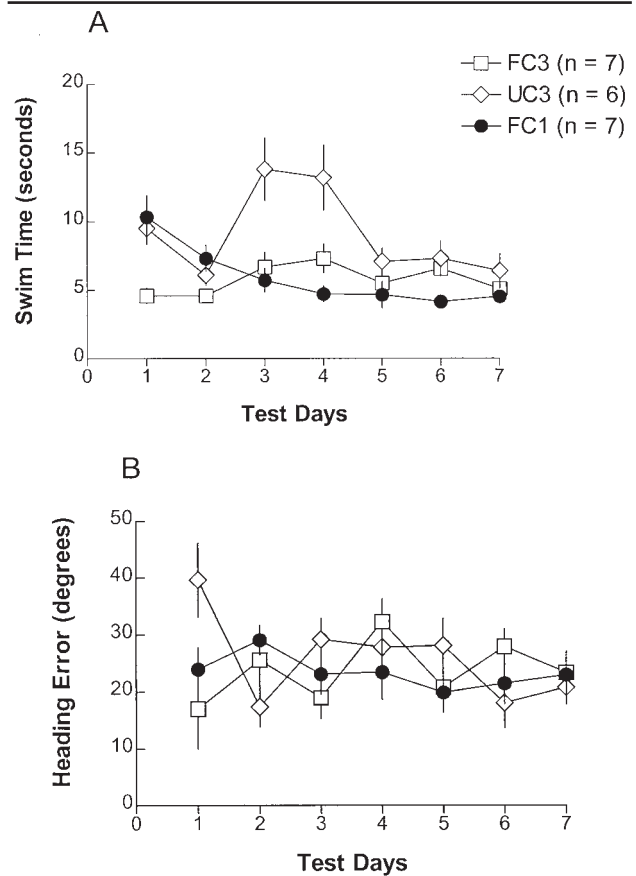 A
FC3 (n = 7)
UC3 (n = 6)
FC1 (n = 7)
Swim Time (seconds)
20
15
10
5
0
0 1 2 3 4 5 6 7
Test Days
B
Heading Error (degrees)
50
40
30
20
10
0
0 1 2 3 4 5 6 7
Test Days